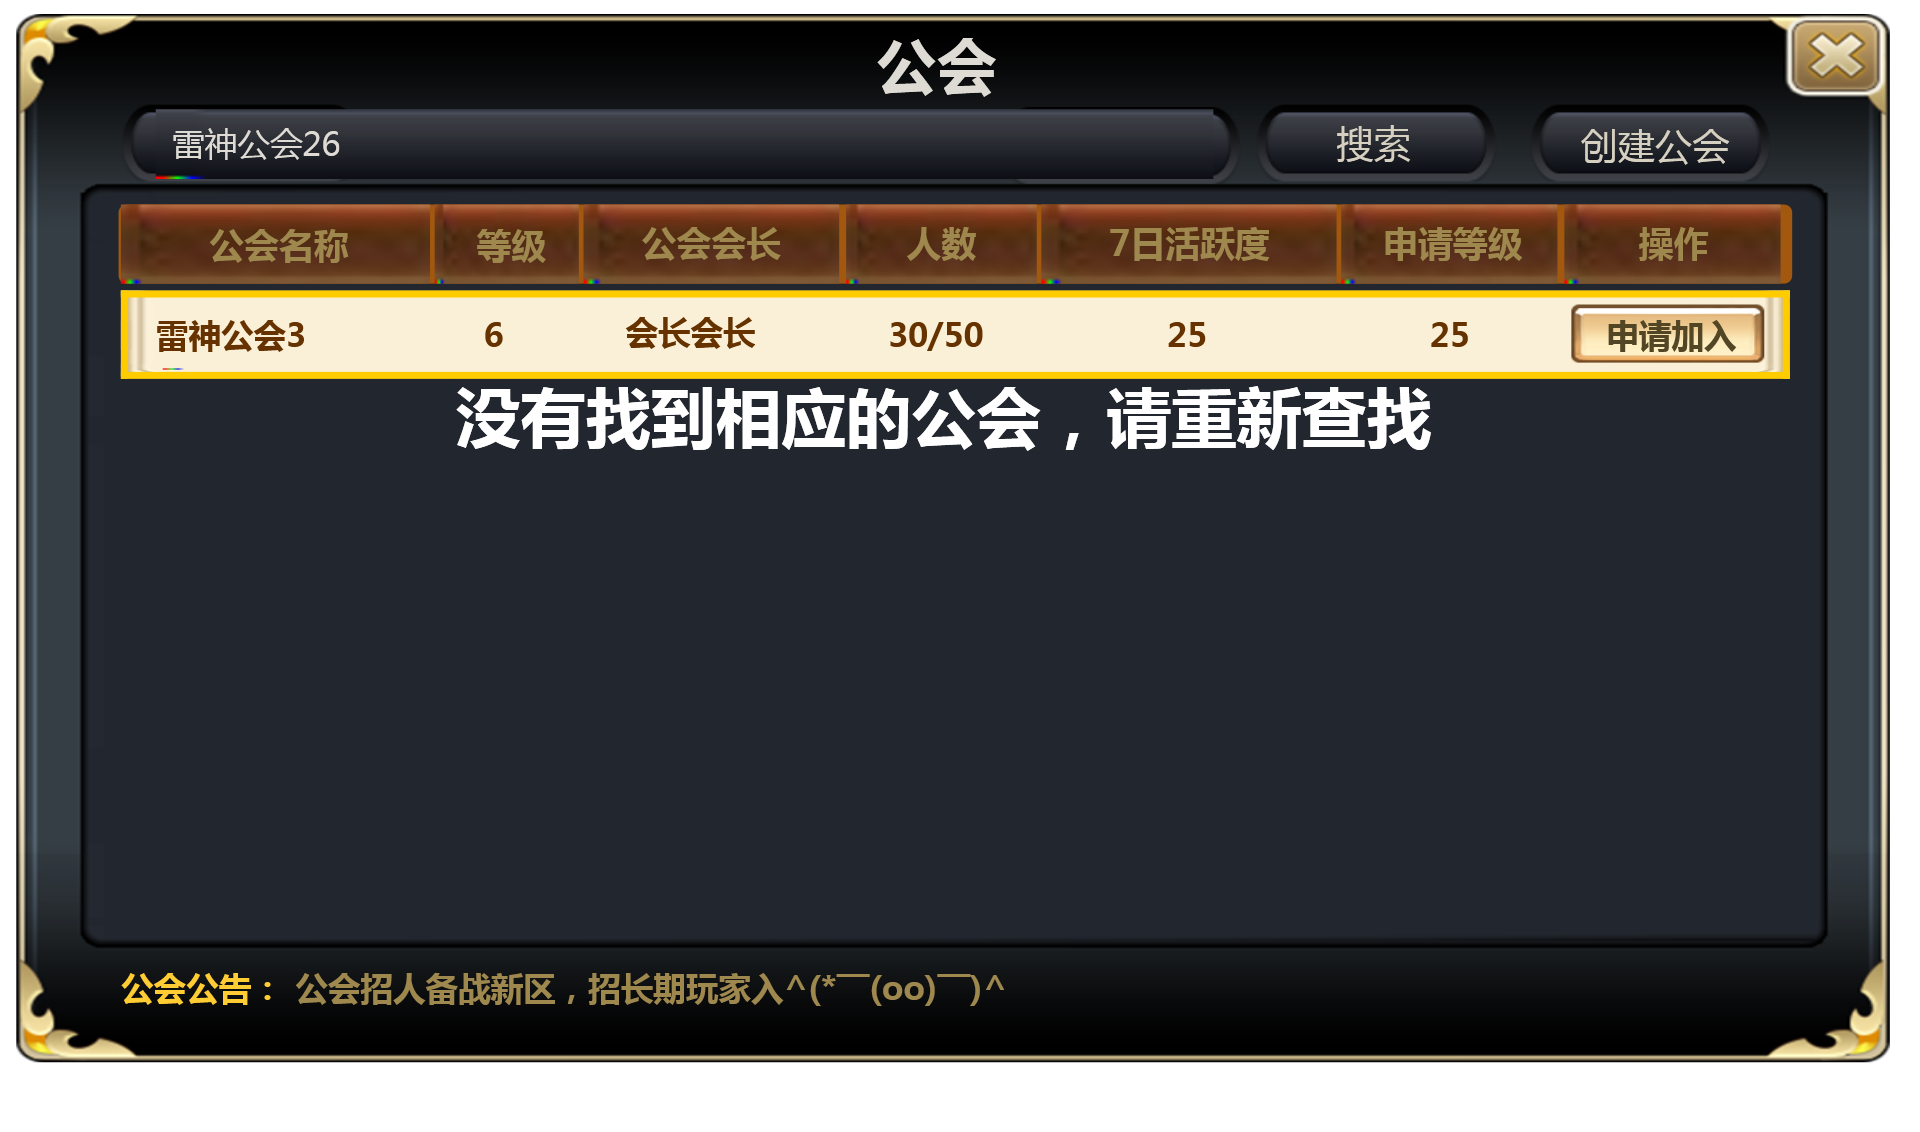 公会
雷神公会26 搜索 创建公会
公会名称 等级 公会会长 人数 7日活跃度 申请等级 操作
雷神公会3 6 会长会长 30/50 25 25 申请加入
没有找到相应的公会，请重新查找
公会公告： 公会招人备战新区，招长期玩家入^(*￣(oo)￣)^